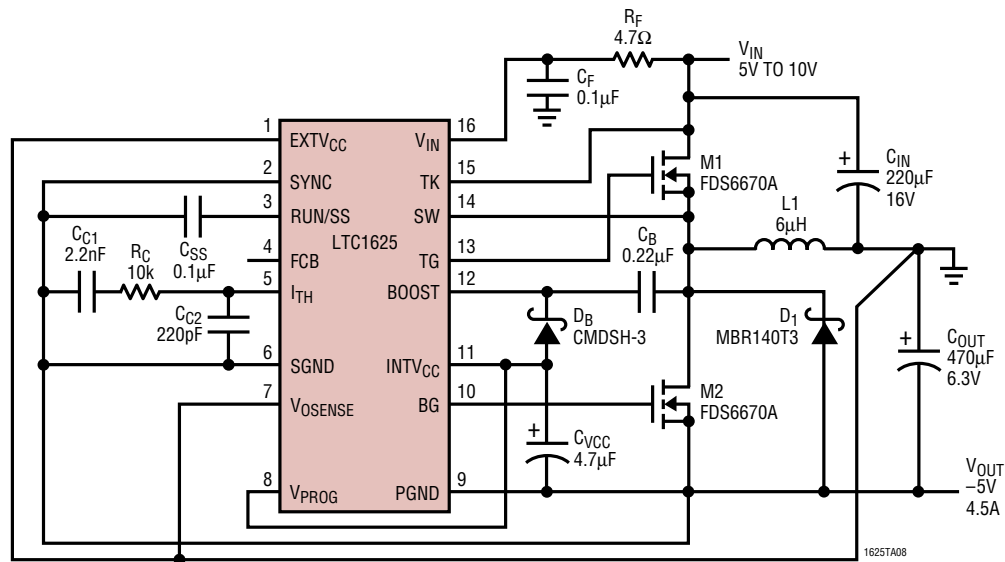 RF
4.7Ω
VIN
5V TO 10V
CF
0.1µF
1
EXTVCC
VIN
16
2
SYNC
TK
15
M1
FDS6670A
CIN
220µF
16V
+
3
RUN/SS
SW
14
L1
6µH
CC1
2.2nF
RC
10k
CSS
0.1µF
LTC1625
4
FCB
TG
13
CB
0.22µF
5
ITH
BOOST
12
CC2
220pF
DB
CMDSH-3
D1
MBR140T3
COUT
470µF
6.3V
+
6
SGND
INTVCC
11
7
VOSENSE
BG
10
M2
FDS6670A
+
CVCC
4.7µF
8
VPROG
PGND
9
VOUT
–5V
4.5A
1625TA08